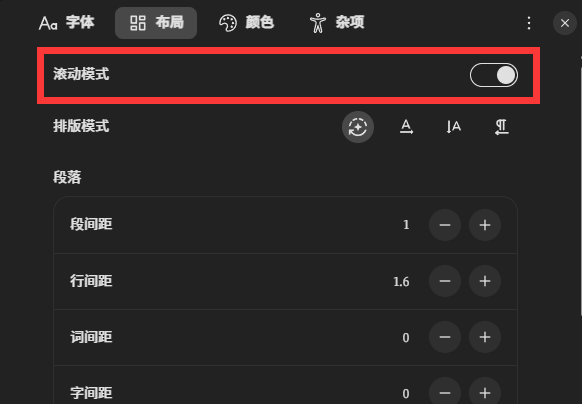 Aa 字体 布局 颜色 杂项
滚动模式
排版模式
段落
段间距 1
行间距 1.6
词间距 0
字间距 0